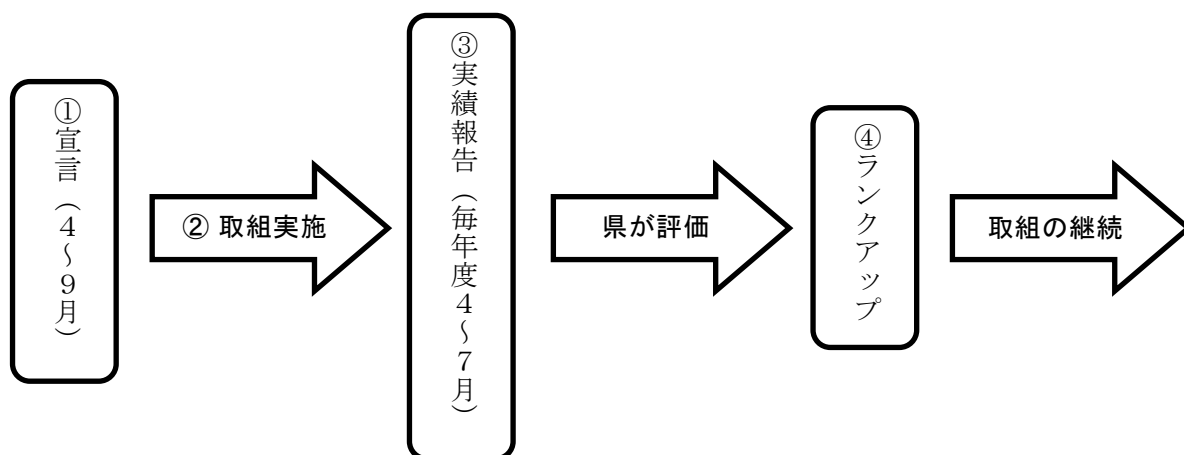 ①宣言（４～９月）
② 取組実施
③実績報告（毎年度４～７月）
県が評価
④ランクアップ
取組の継続